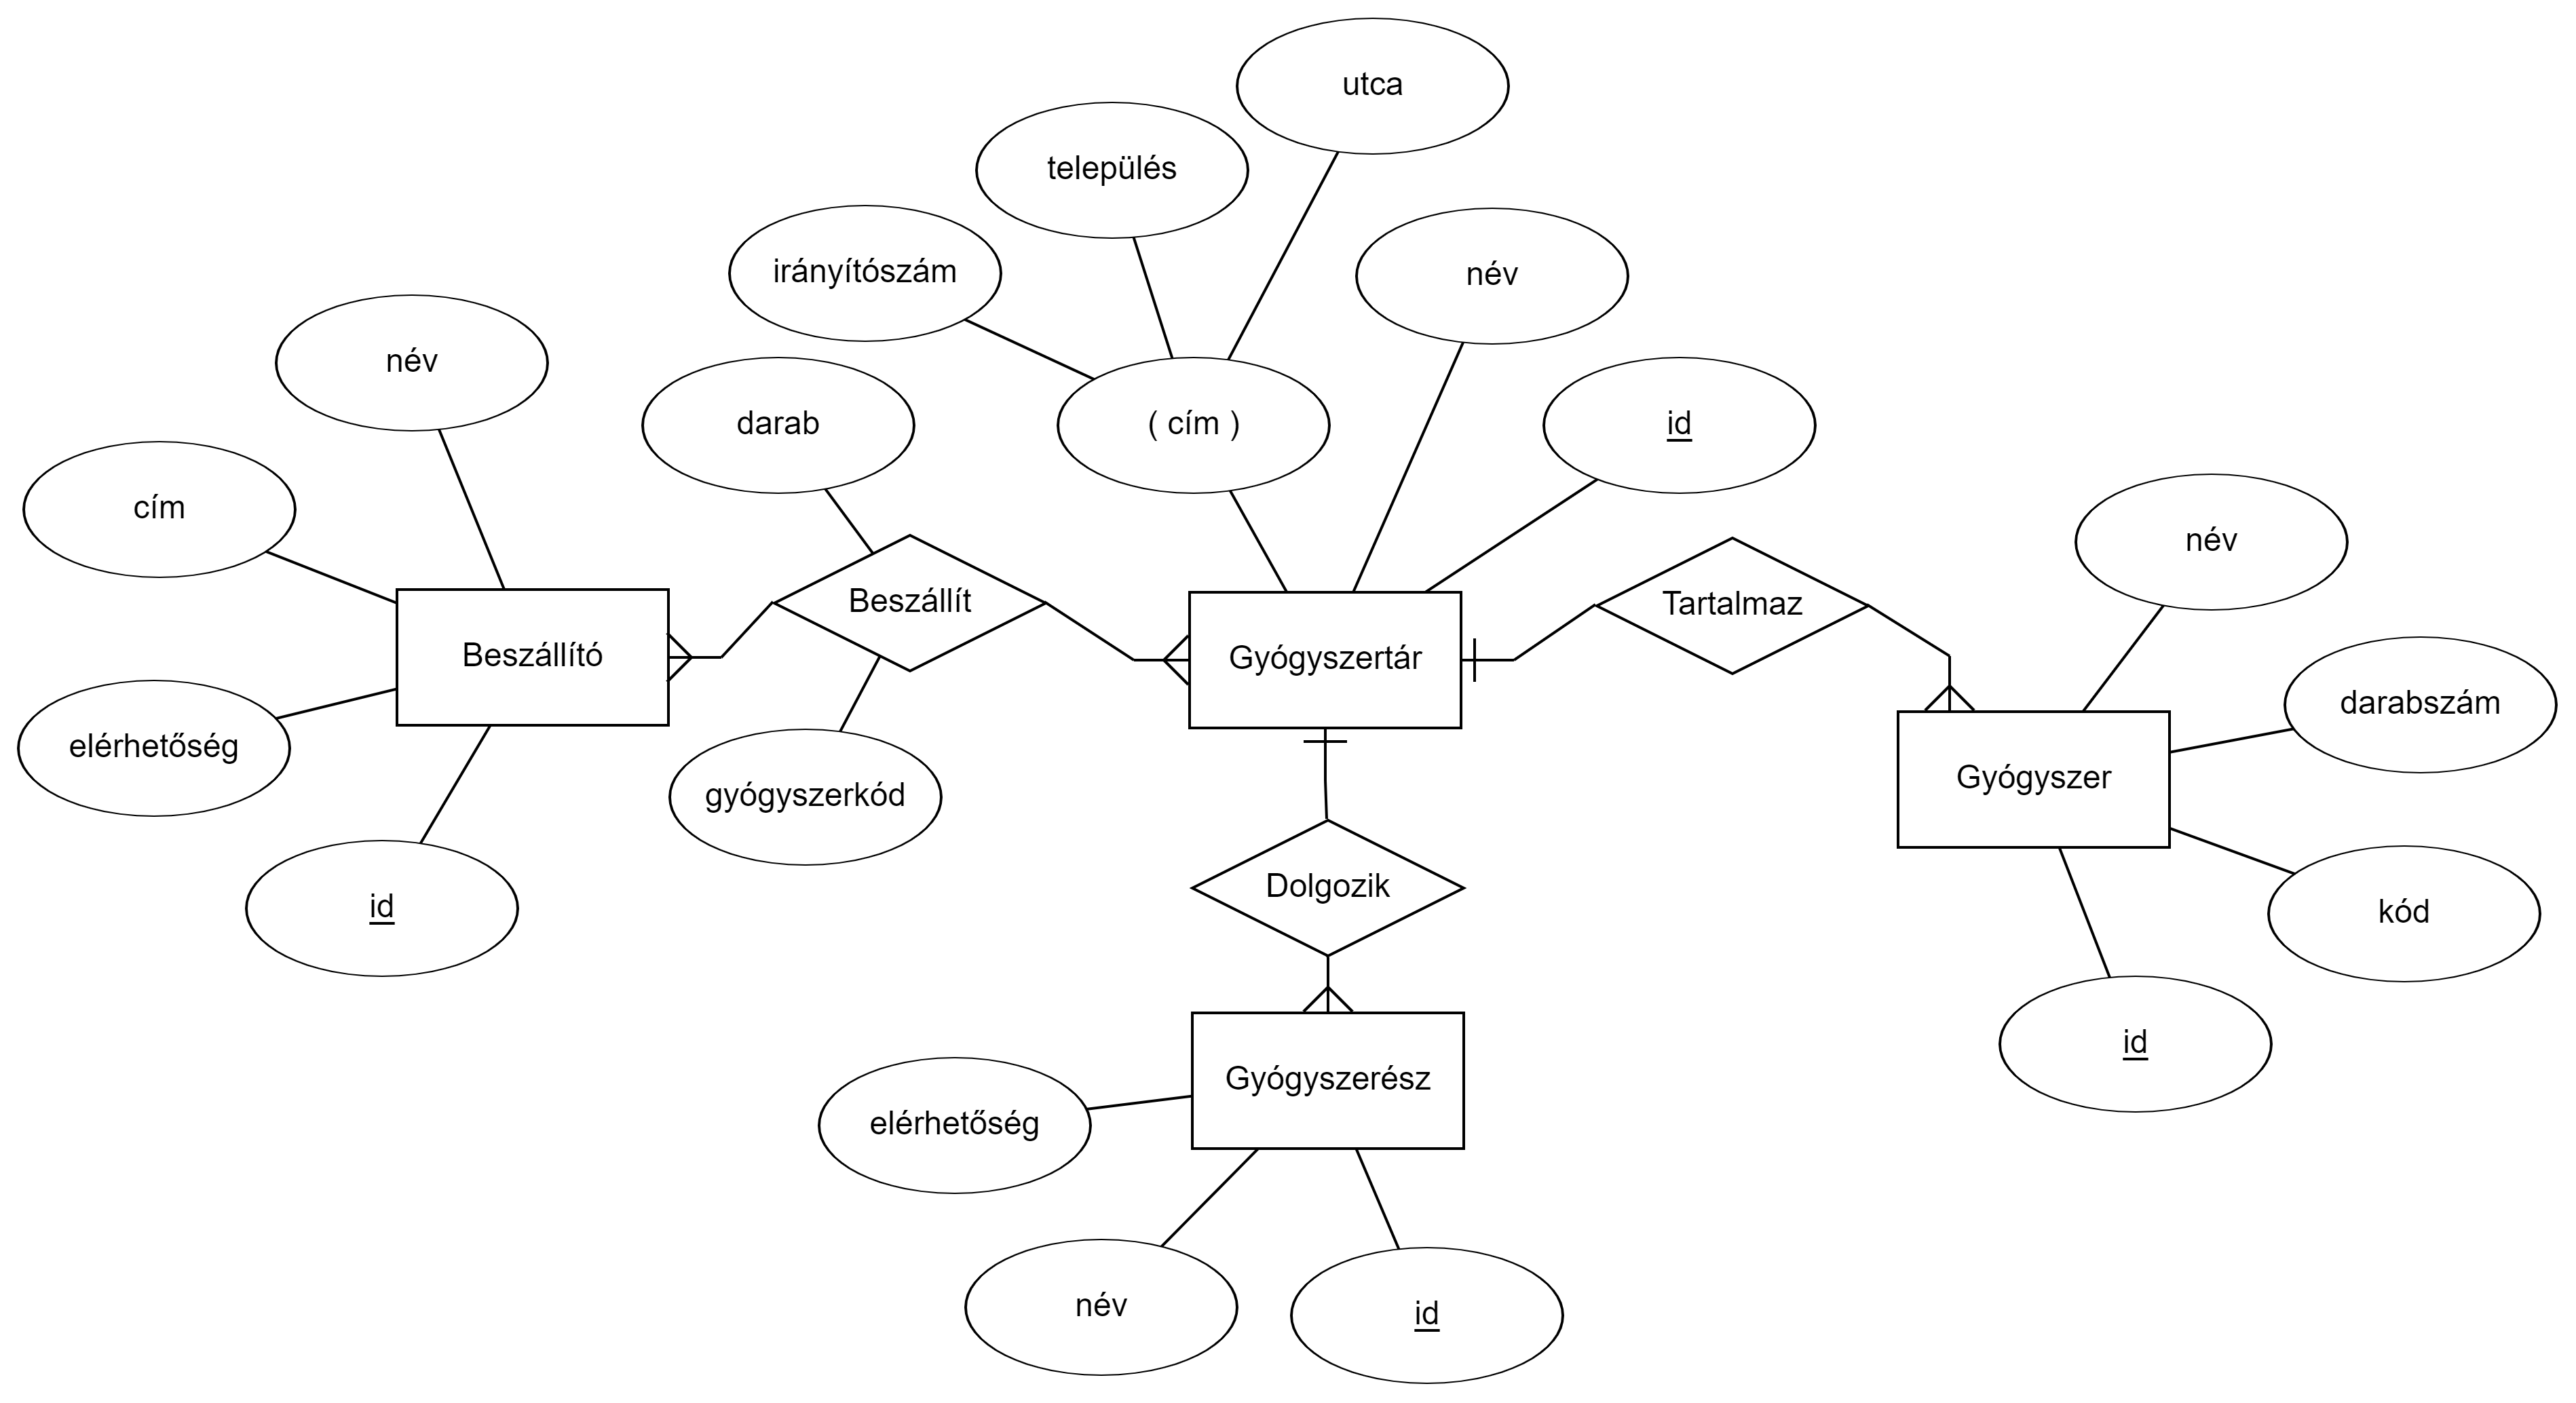 utca
település
irányítószám
név
név
darab
( cím )
id
cím
név
Beszállít
Tartalmaz
Beszállító
Gyógyszertár
darabszám
elérhetőség
gyógyszerkód
Gyógyszer
Dolgozik
id
kód
id
Gyógyszerész
elérhetőség
név
id